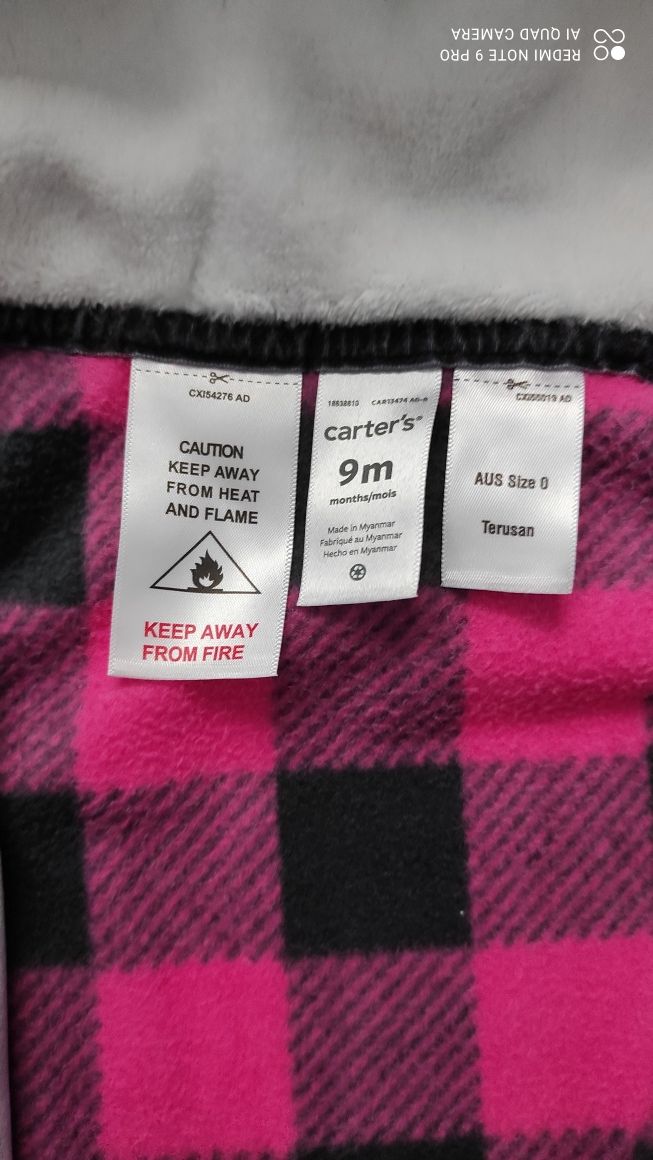 REDMI NOTE 9 PRO
AI QUAD CAMERA
CXI54276 AD
CAUTION
KEEP AWAY
FROM HEAT
AND FLAME
KEEP AWAY
FROM FIRE
carter's®
9m
months/mois
Made in Myanmar
Fabriqué au Myanmar
Hecho en Myanmar
AUS Size 0
Terusan